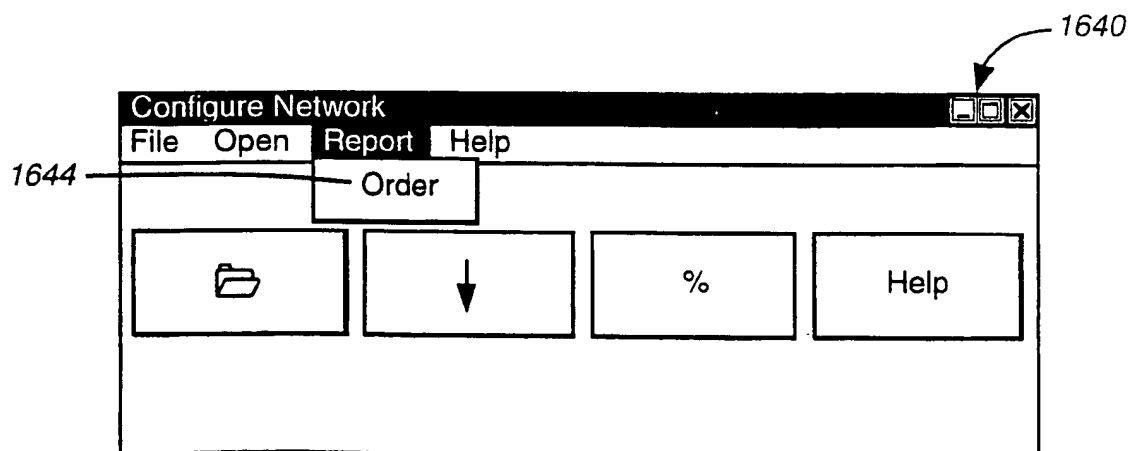 1640
Configure Network
File Open Report Help
1644
Order
% Help